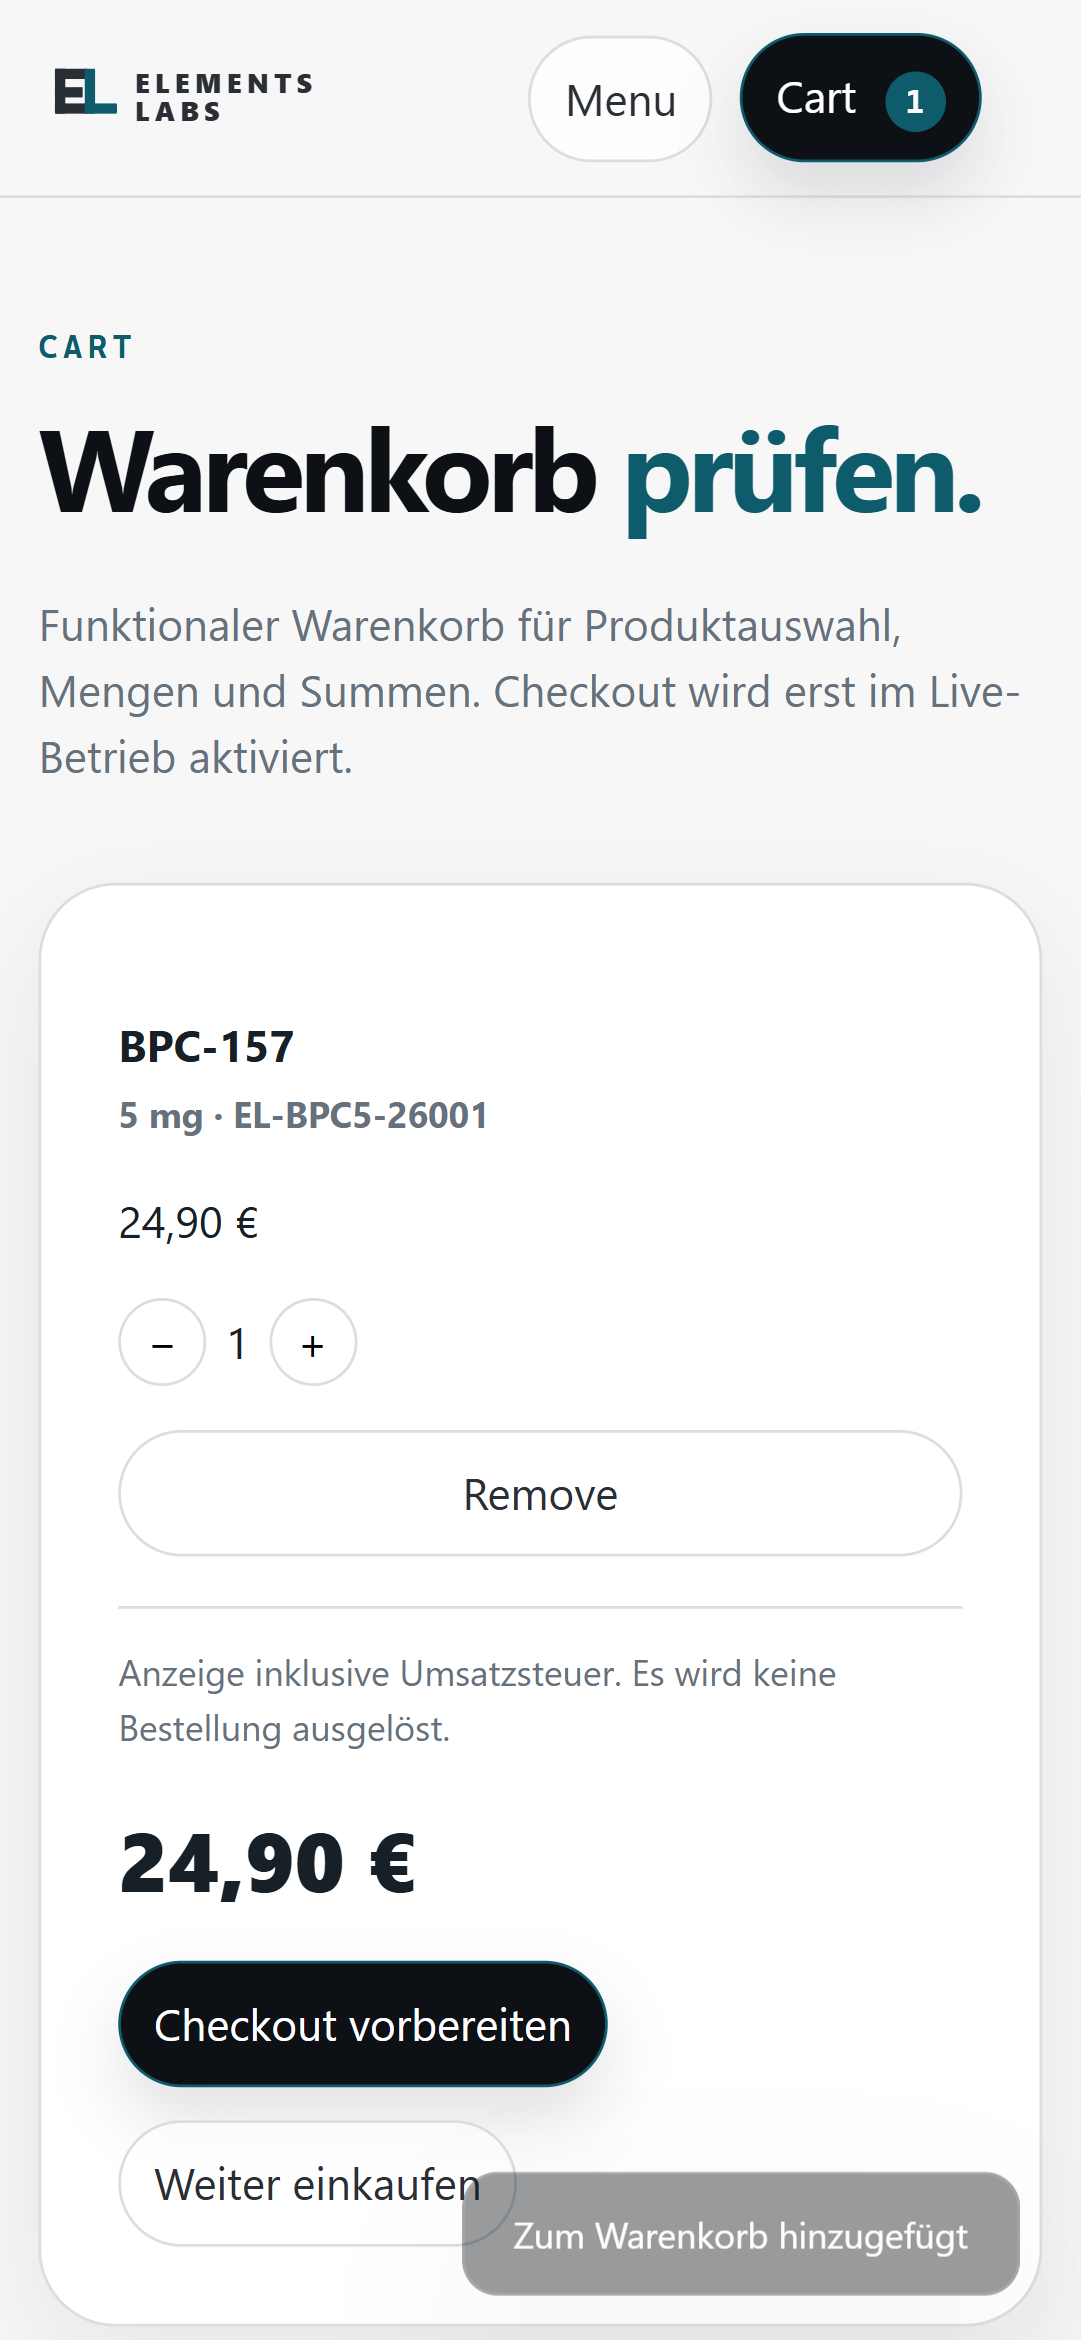 EL ELEMENTS
LABS
Menu
Cart 1
CART
Warenkorb prüfen.
Funktionaler Warenkorb für Produktauswahl,
Mengen und Summen. Checkout wird erst im Live-
Betrieb aktiviert.
BPC-157
5 mg · EL-BPC5-26001
24,90 €
− 1 +
Remove
Anzeige inklusive Umsatzsteuer. Es wird keine
Bestellung ausgelöst.
24,90 €
Checkout vorbereiten
Weiter einkaufen
Zum Warenkorb hinzugefügt